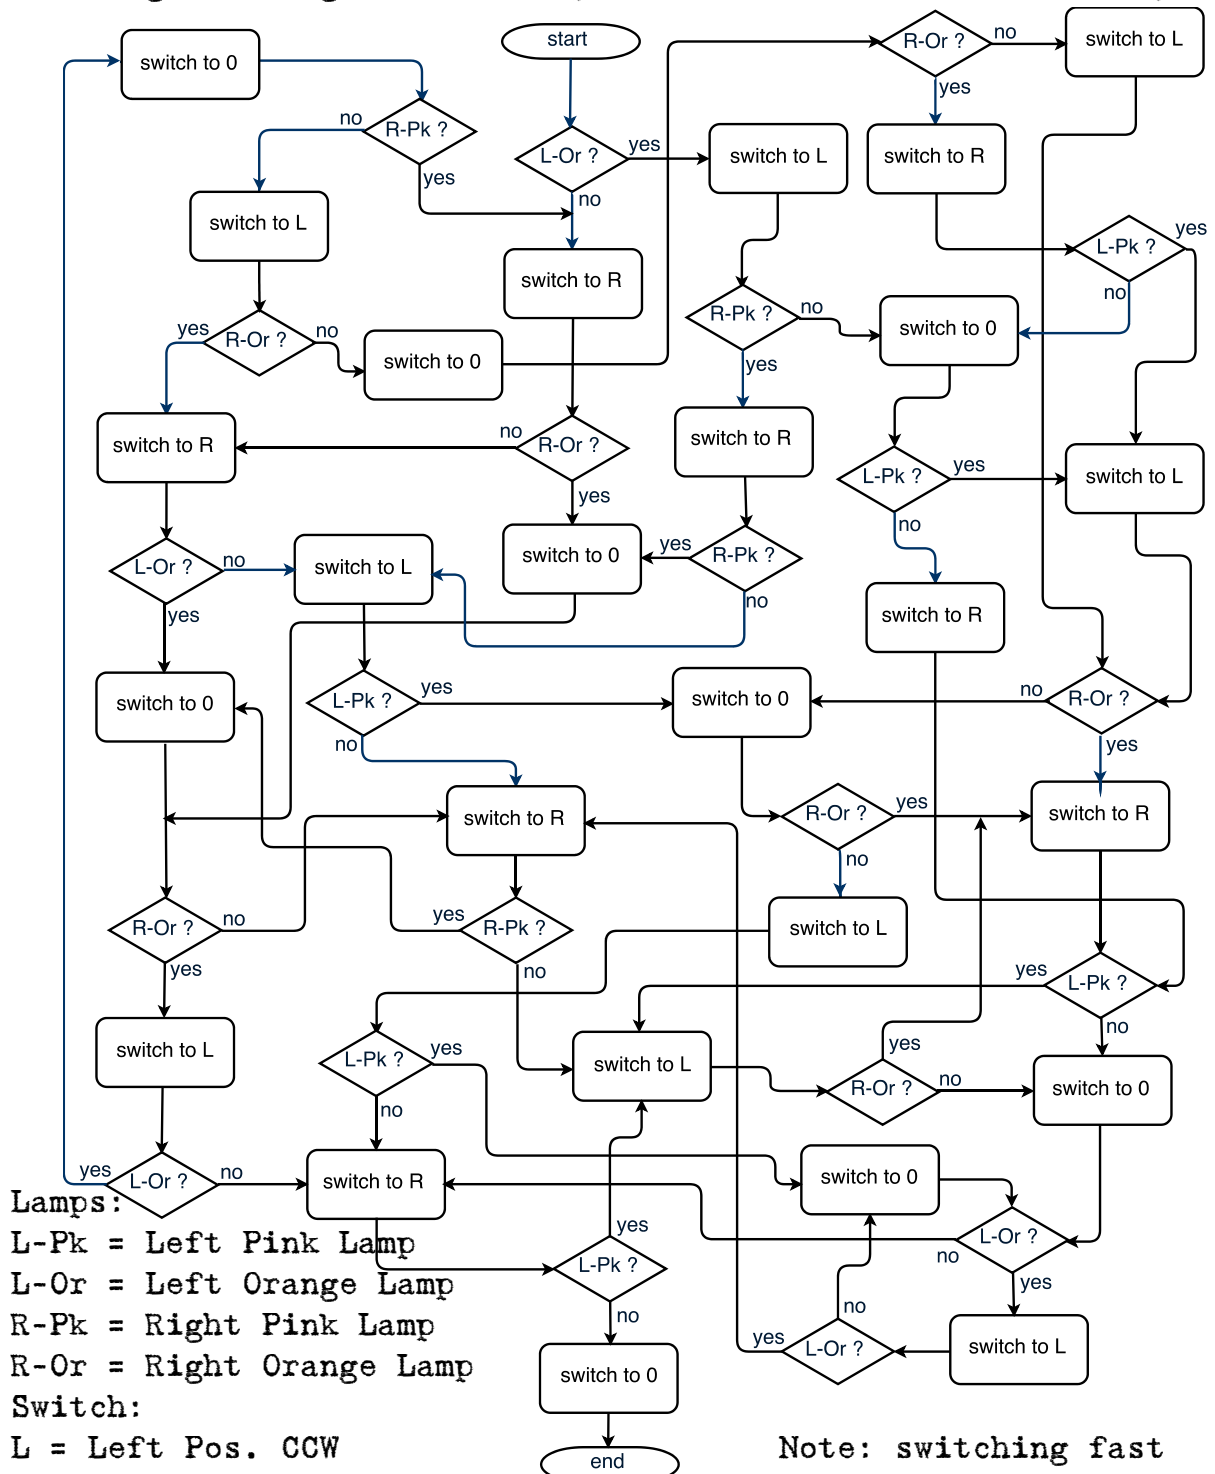 start
R-Or ?
no
switch to L
switch to 0
yes
no
R-Pk ?
L-Or ?
yes
switch to L
switch to R
yes
no
switch to L
yes
L-Pk ?
switch to R
no
R-Pk ?
no
switch to 0
yes
no
R-Or ?
switch to 0
yes
switch to R
no
R-Or ?
switch to R
L-Pk ?
yes
switch to L
yes
no
L-Or ?
no
switch to L
switch to 0
yes
R-Pk ?
yes
no
switch to R
switch to 0
L-Pk ?
yes
switch to 0
no
R-Or ?
no
yes
switch to R
R-Or ?
yes
switch to R
no
R-Or ?
no
yes
R-Pk ?
switch to L
yes
no
yes
L-Pk ?
no
switch to L
L-Pk ?
yes
switch to L
yes
R-Or ?
no
switch to 0
no
yes
L-Or ?
no
switch to R
switch to 0
Lamps:
L-Pk = Left Pink Lamp
yes
L-Pk ?
no
L-Or ?
L-Or = Left Orange Lamp
yes
R-Pk = Right Pink Lamp
no
no
yes
L-Or ?
switch to L
R-Or = Right Orange Lamp
switch to 0
Switch:
L = Left Pos. CCW
end
Note: switching fast